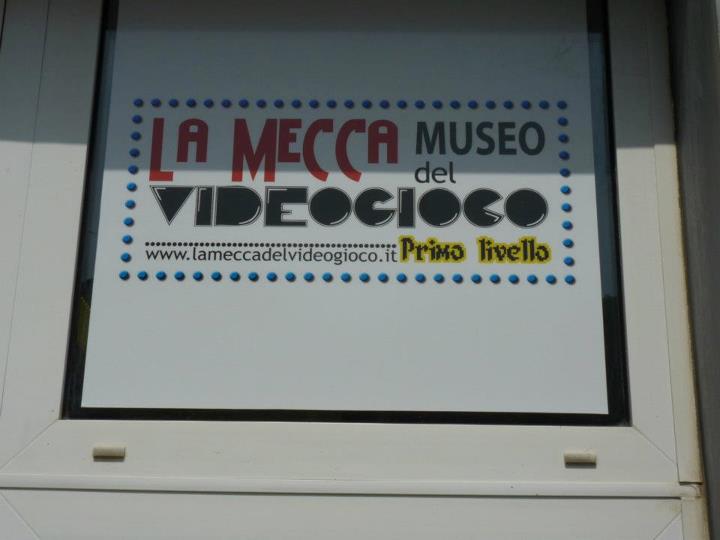 LA MECCA MUSEO
del
VIDEOGIOCO
www.lameccadelvideogioco.it Primo livello